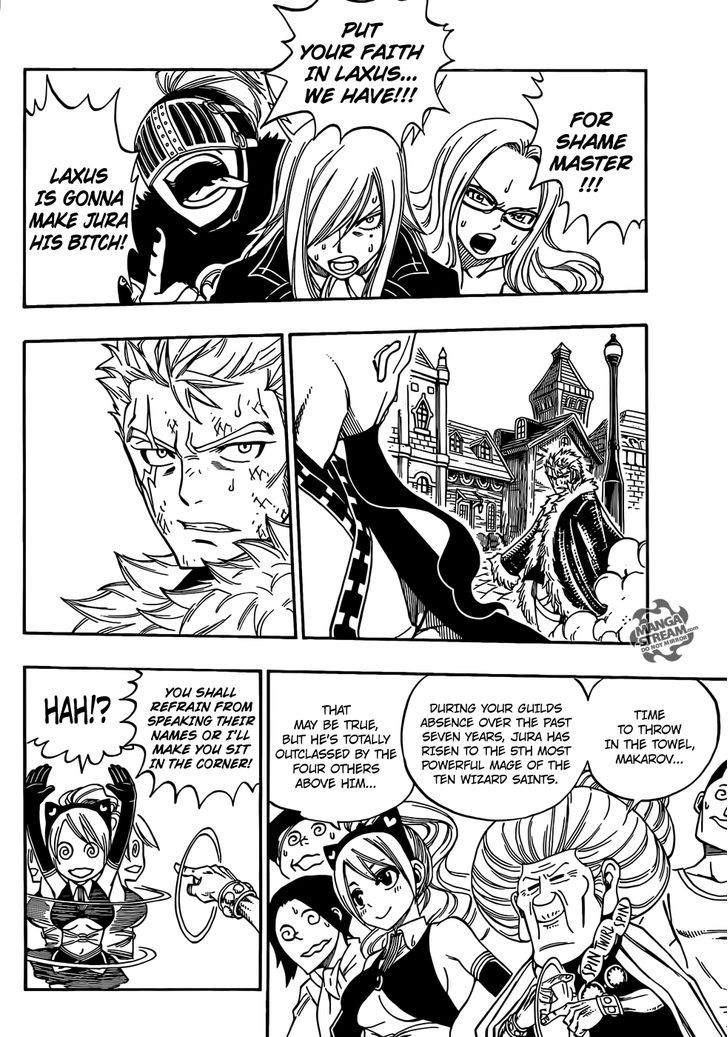 FOR
SHAME
MASTER
!!!
PUT
YOUR FAITH
IN LAXUS...
WE HAVE!!!
LAXUS
IS GONNA
MAKE JURA
HIS BITCH!
MANGA
-STREAM
.COM
DO NOT MIRROR
TIME
TO THROW
IN THE TOWEL,
MAKAROV...
DURING YOUR GUILDS
ABSENCE OVER THE PAST
SEVEN YEARS, JURA HAS
RISEN TO THE 5TH MOST
POWERFUL MAGE OF THE
TEN WIZARD SAINTS.
THAT
MAY BE TRUE,
BUT HE'S TOTALLY
OUTCLASSED BY THE
FOUR OTHERS
ABOVE HIM...
SPIN TWIRL SPIN
YOU SHALL
REFRAIN FROM
SPEAKING THEIR
NAMES OR I'LL
MAKE YOU SIT
IN THE CORNER!
HAH!?